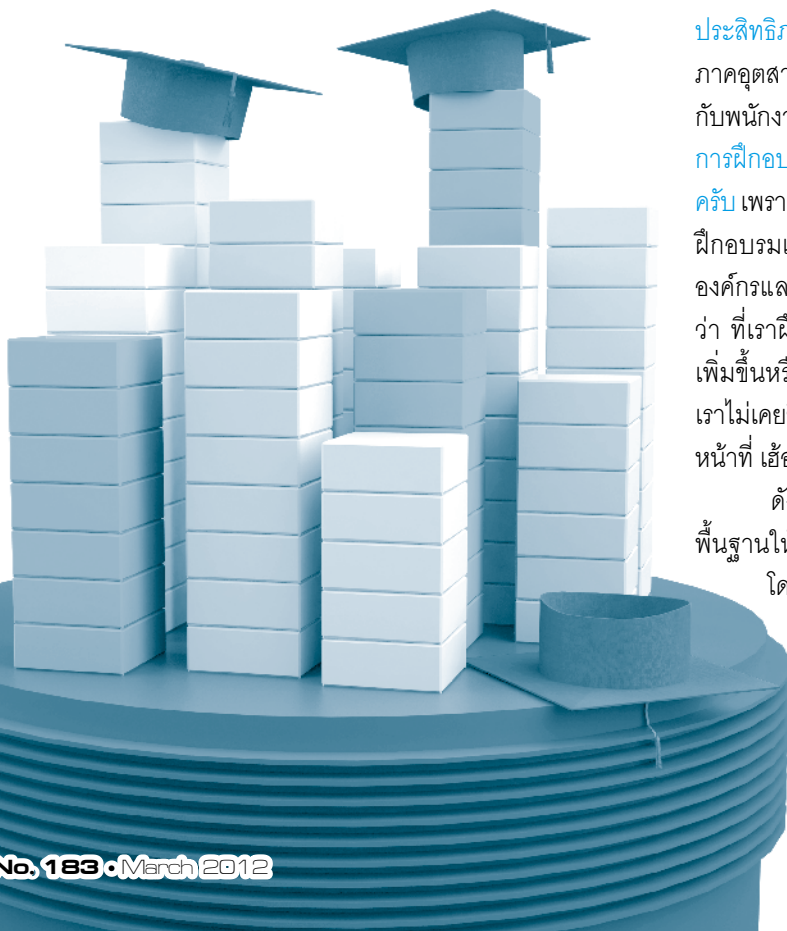 ประสิทธิภ
ภาคอุตสา
กับพนักงา
การฝึกอบ
ครับ เพรา
ฝึกอบรมเ
องค์กรและ
ว่า ที่เราฝึ
เพิ่มขึ้นหรื
เราไม่เคย
หน้าที่ เฮ้อ
ดั
พื้นฐานให้
โด
No. 183 • March 2012